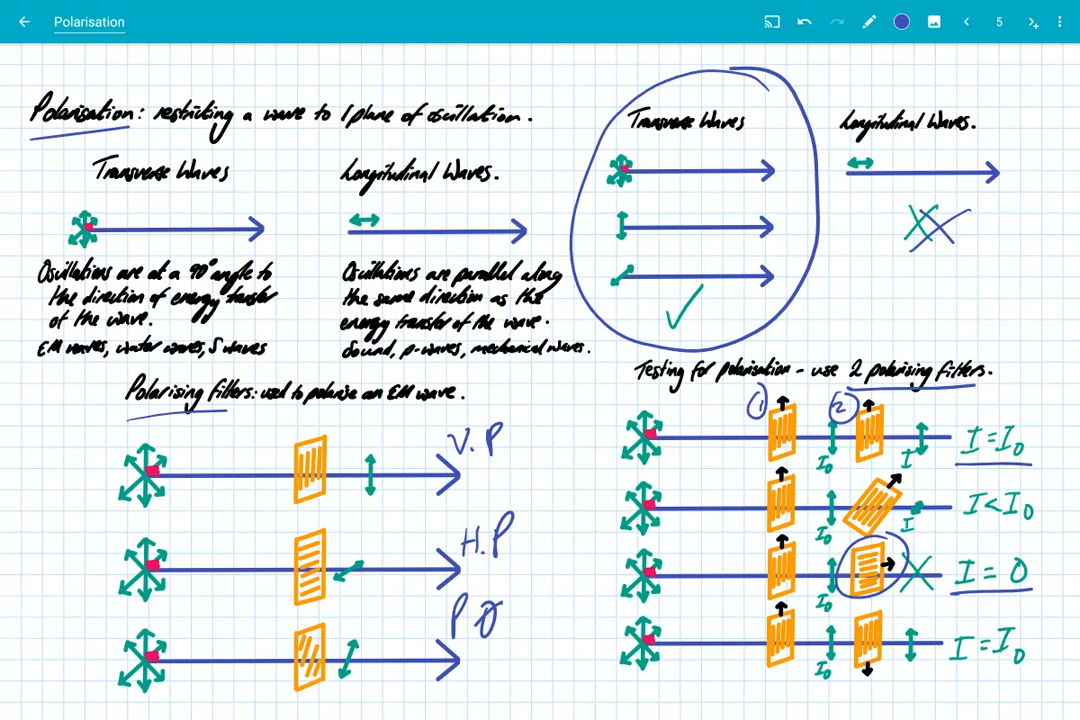 Polarisation
5
Polarisation: restricting a wave to 1 plane of oscillation.
Transverse Waves
Oscillations are at a 90° angle to
the direction of energy transfer
of the wave.
EM waves, water waves, S waves
Longitudinal Waves.
Oscillations are parallel along
the same direction as the
energy transfer of the wave.
Sound, p-waves, mechanical waves.
Transverse Waves
Longitudinal Waves.
Polarising filters: used to polarise an EM wave.
V.P
H.P
P
Testing for polarisation - use 2 polarising filters.
1
2
I₀
I
I = I₀
I₀
I
I < I₀
I₀
I = 0
I₀
I = I₀